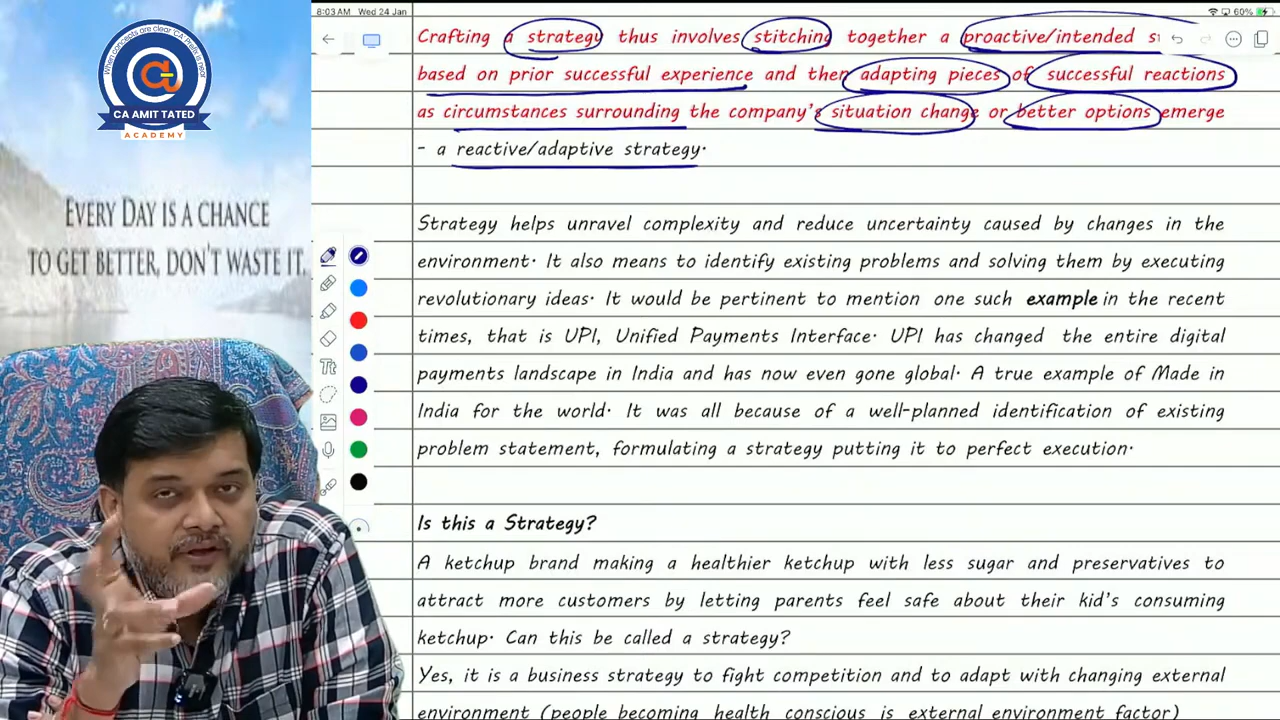 8:03 AM Wed 24 Jan
60%
When concepts are clear 'CA' Prefix is near
CA AMIT TATED
ACADEMY
EVERY DAY IS A CHANCE
TO GET BETTER, DON'T WASTE IT.
Tt
Crafting a strategy thus involves stitching together a proactive/intended
based on prior successful experience and then adapting pieces of successful reactions
as circumstances surrounding the company's situation change or better options emerge
- a reactive/adaptive strategy.
Strategy helps unravel complexity and reduce uncertainty caused by changes in the
environment. It also means to identify existing problems and solving them by executing
revolutionary ideas. It would be pertinent to mention one such example in the recent
times, that is UPI, Unified Payments Interface. UPI has changed the entire digital
payments landscape in India and has now even gone global. A true example of Made in
India for the world. It was all because of a well-planned identification of existing
problem statement, formulating a strategy putting it to perfect execution.
Is this a Strategy?
A ketchup brand making a healthier ketchup with less sugar and preservatives to
attract more customers by letting parents feel safe about their kid's consuming
ketchup. Can this be called a strategy?
Yes, it is a business strategy to fight competition and to adapt with changing external
environment (people becoming health conscious is external environment factor)